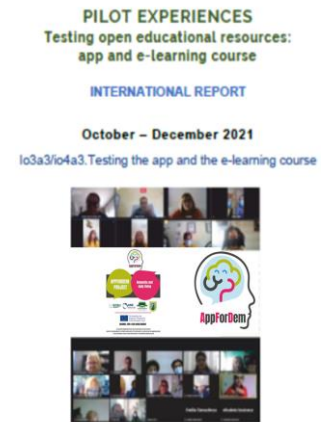 PILOT EXPERIENCES
Testing open educational resources:
app and e-learning course
INTERNATIONAL REPORT
October – December 2021
Io3a3/io4a3.Testing the app and the e-learning course
AppForDem